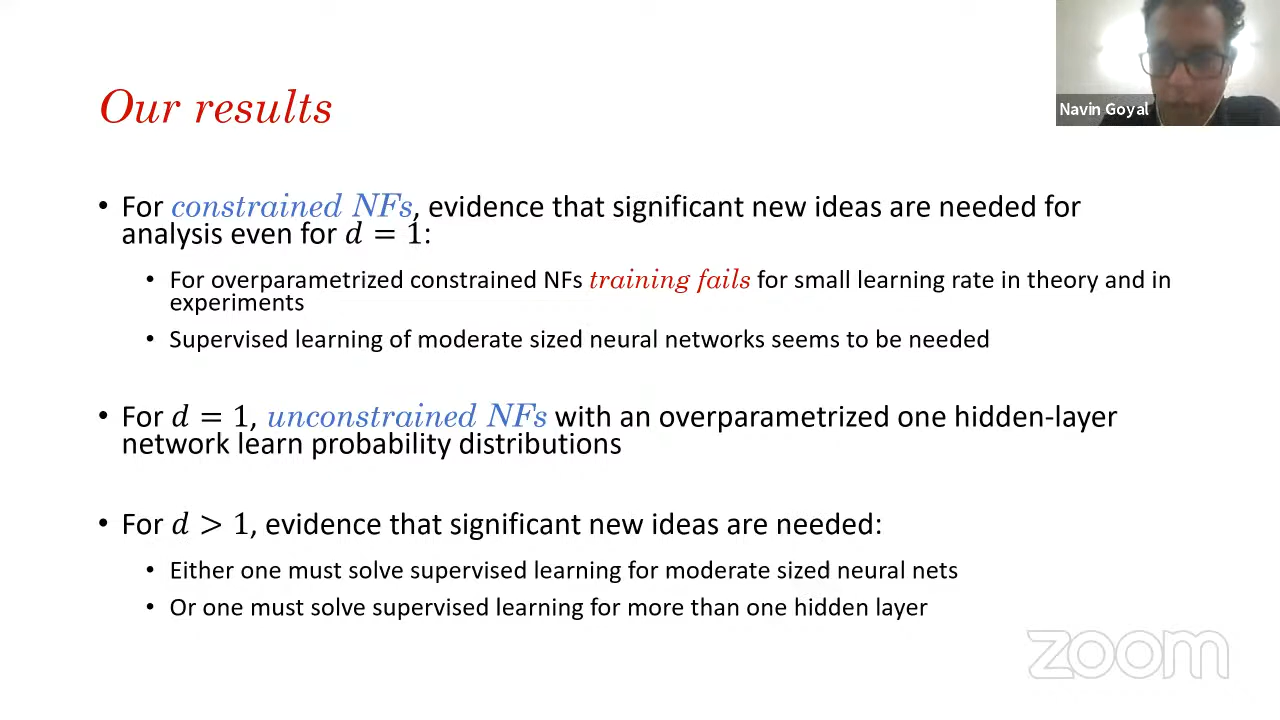 Navin Goyal
Our results
• For constrained NFs, evidence that significant new ideas are needed for
analysis even for d = 1:
• For overparametrized constrained NFs training fails for small learning rate in theory and in
experiments
• Supervised learning of moderate sized neural networks seems to be needed
• For d = 1, unconstrained NFs with an overparametrized one hidden-layer
network learn probability distributions
• For d > 1, evidence that significant new ideas are needed:
• Either one must solve supervised learning for moderate sized neural nets
• Or one must solve supervised learning for more than one hidden layer
zoom